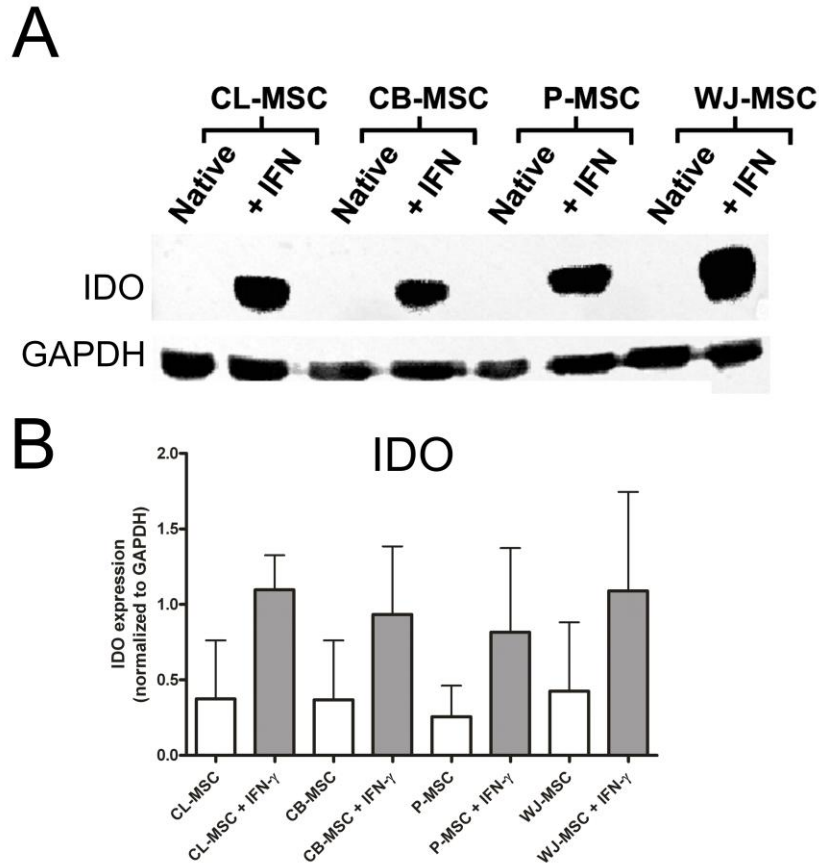 A
CL-MSC CB-MSC P-MSC WJ-MSC
Native + IFN Native + IFN Native + IFN Native + IFN
IDO
GAPDH
B
IDO
IDO expression
(normalized to GAPDH)
2.0
1.5
1.0
0.5
0.0
CL-MSC CL-MSC + IFN-γ CB-MSC CB-MSC + IFN-γ P-MSC P-MSC + IFN-γ WJ-MSC WJ-MSC + IFN-γ